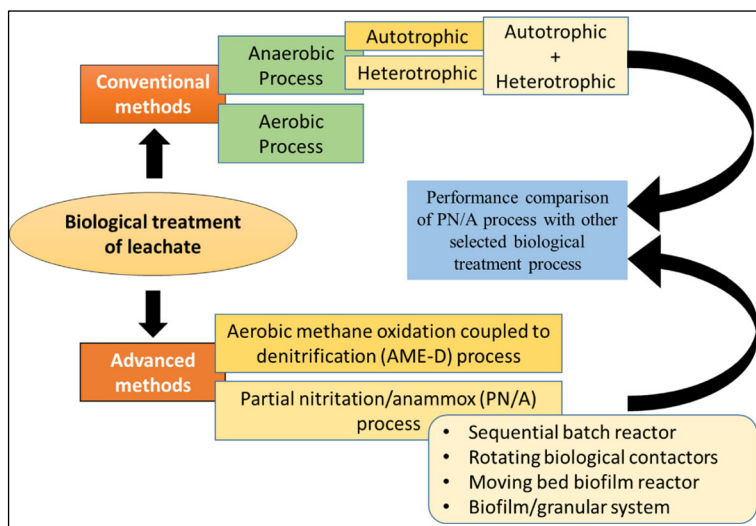 Anaerobic
Process
Autotrophic
Heterotrophic
Autotrophic
+
Heterotrophic
Conventional
methods
Aerobic
Process
Biological treatment
of leachate
Performance comparison
of PN/A process with other
selected biological
treatment process
Advanced
methods
Aerobic methane oxidation coupled to
denitrification (AME-D) process
Partial nitritation/anammox (PN/A)
process
• Sequential batch reactor
• Rotating biological contactors
• Moving bed biofilm reactor
• Biofilm/granular system